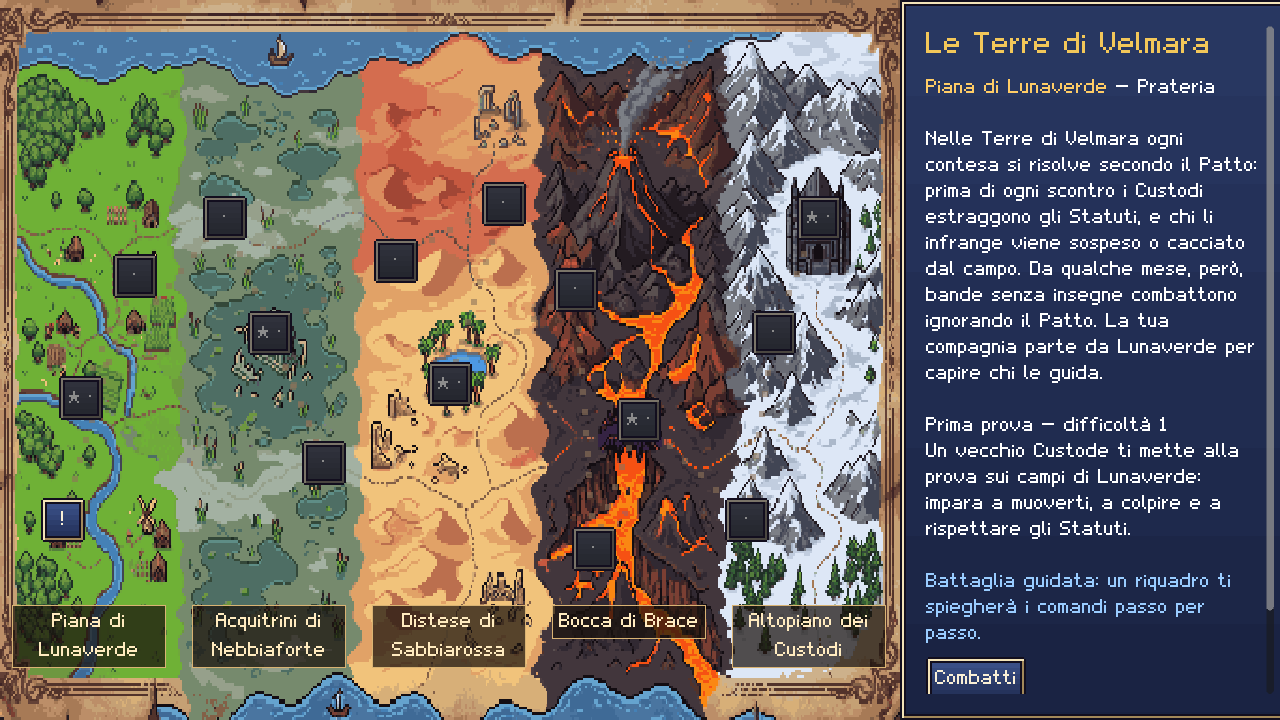 Le Terre di Velmara
Piana di Lunaverde — Prateria
Nelle Terre di Velmara ogni
contesa si risolve secondo il Patto:
prima di ogni scontro i Custodi
estraggono gli Statuti, e chi li
infrange viene sospeso o cacciato
dal campo. Da qualche mese, però,
bande senza insegne combattono
ignorando il Patto. La tua
compagnia parte da Lunaverde per
capire chi le guida.
Prima prova — difficoltà 1
Un vecchio Custode ti mette alla
prova sui campi di Lunaverde:
impara a muoverti, a colpire e a
rispettare gli Statuti.
Battaglia guidata: un riquadro ti
spiegherà i comandi passo per
passo.
Combatti
!
Piana di
Lunaverde
Acquitrini di
Nebbiaforte
Distese di
Sabbiarossa
Bocca di Brace
Altopiano dei
Custodi